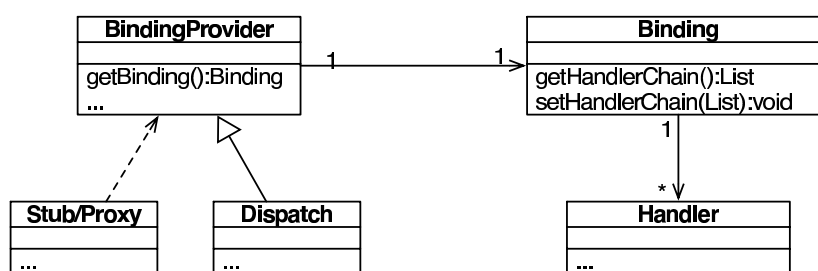 BindingProvider
getBinding():Binding
...
1
1
Binding
getHandlerChain():List
setHandlerChain(List):void
1
*
Stub/Proxy
...
Dispatch
...
Handler
...